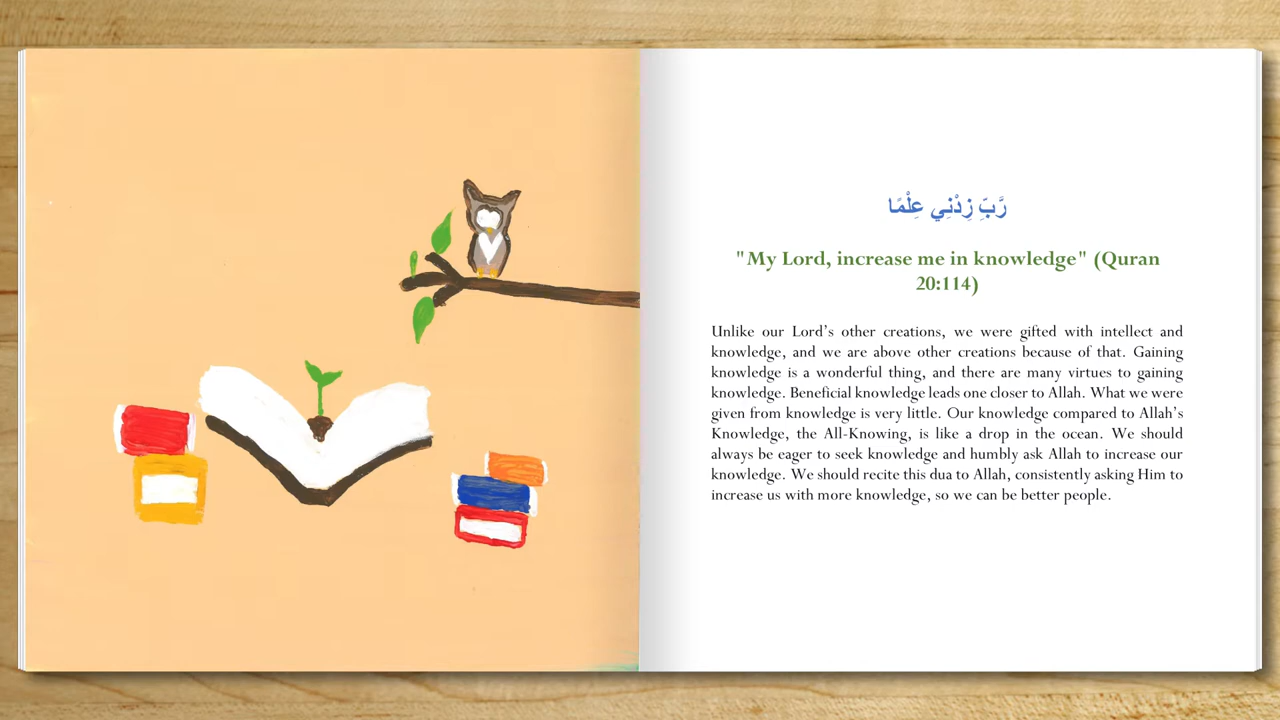 رَّبِّ زِدْنِي عِلْمًا
"My Lord, increase me in knowledge" (Quran
20:114)
Unlike our Lord’s other creations, we were gifted with intellect and
knowledge, and we are above other creations because of that. Gaining
knowledge is a wonderful thing, and there are many virtues to gaining
knowledge. Beneficial knowledge leads one closer to Allah. What we were
given from knowledge is very little. Our knowledge compared to Allah’s
Knowledge, the All-Knowing, is like a drop in the ocean. We should
always be eager to seek knowledge and humbly ask Allah to increase our
knowledge. We should recite this dua to Allah, consistently asking Him to
increase us with more knowledge, so we can be better people.